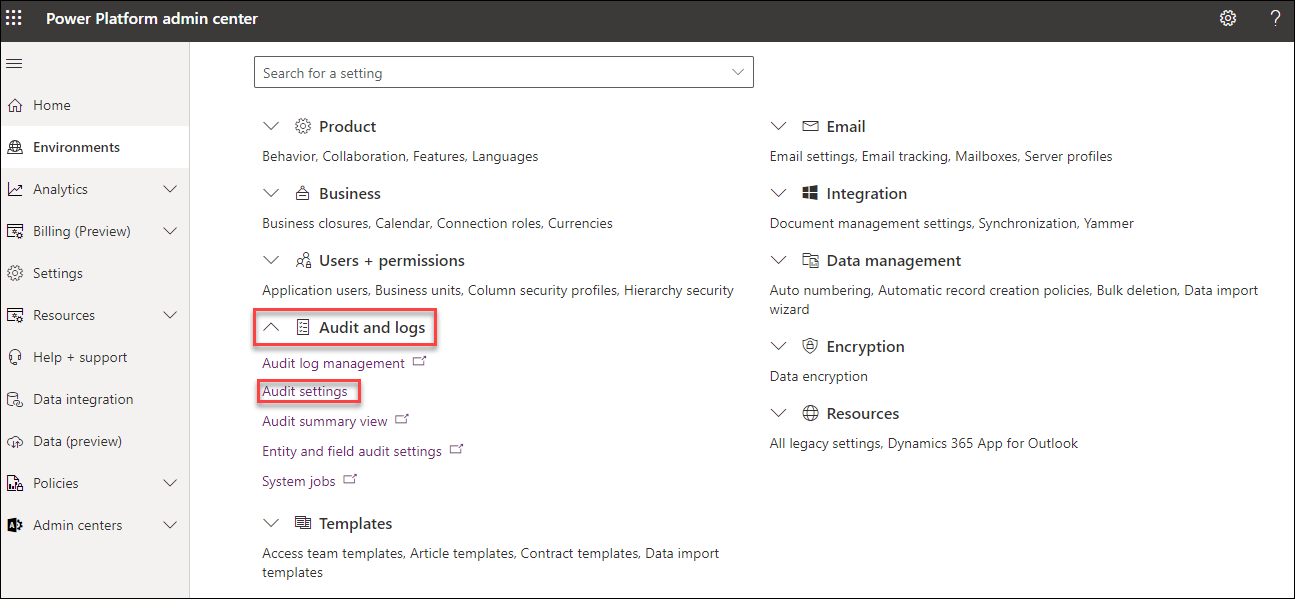 Power Platform admin center
?
Home
Environments
Analytics
Billing (Preview)
Settings
Resources
Help + support
Data integration
Data (preview)
Policies
Admin centers
Search for a setting
Product
Behavior, Collaboration, Features, Languages
Business
Business closures, Calendar, Connection roles, Currencies
Users + permissions
Application users, Business units, Column security profiles, Hierarchy security
Audit and logs
Audit log management
Audit settings
Audit summary view
Entity and field audit settings
System jobs
Templates
Access team templates, Article templates, Contract templates, Data import
templates
Email
Email settings, Email tracking, Mailboxes, Server profiles
Integration
Document management settings, Synchronization, Yammer
Data management
Auto numbering, Automatic record creation policies, Bulk deletion, Data import
wizard
Encryption
Data encryption
Resources
All legacy settings, Dynamics 365 App for Outlook